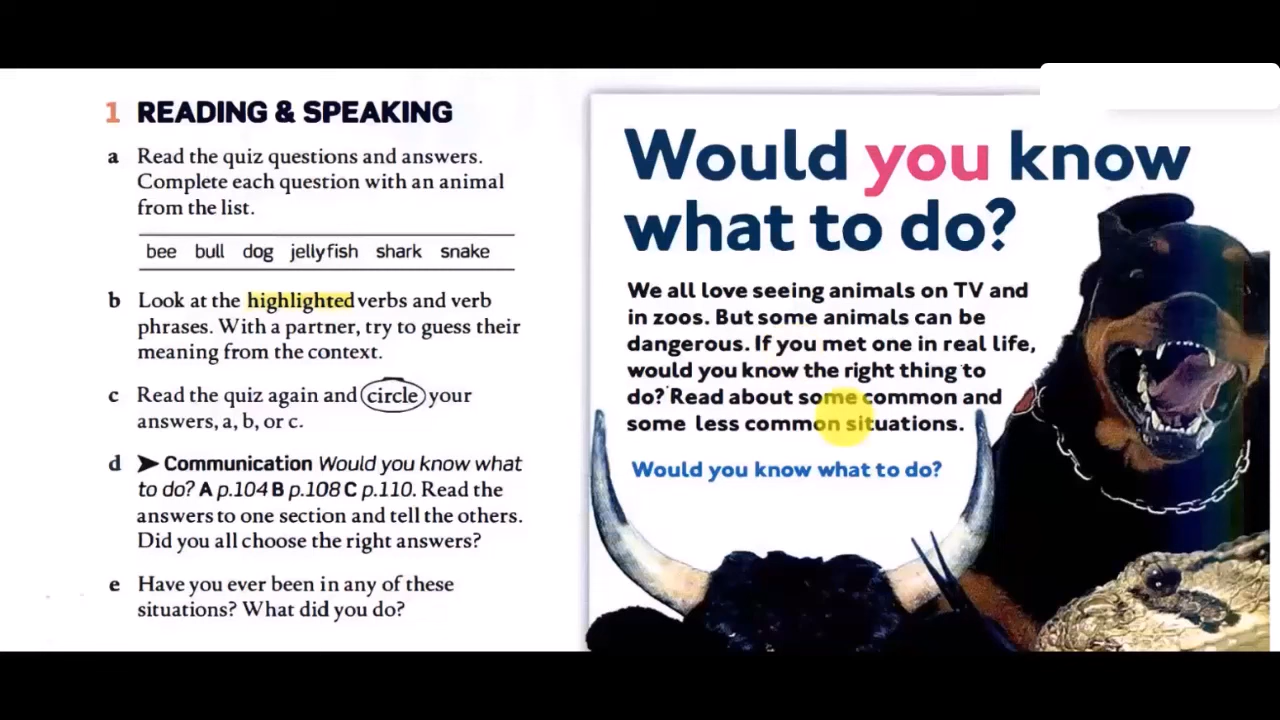 1 READING & SPEAKING
a Read the quiz questions and answers.
Complete each question with an animal
from the list.
bee bull dog jellyfish shark snake
b Look at the highlighted verbs and verb
phrases. With a partner, try to guess their
meaning from the context.
c Read the quiz again and circle your
answers, a, b, or c.
d ➤ Communication Would you know what
to do? A p.104 B p.108 C p.110. Read the
answers to one section and tell the others.
Did you all choose the right answers?
e Have you ever been in any of these
situations? What did you do?
Would you know
what to do?
We all love seeing animals on TV and
in zoos. But some animals can be
dangerous. If you met one in real life,
would you know the right thing to
do? Read about some common and
some less common situations.
Would you know what to do?